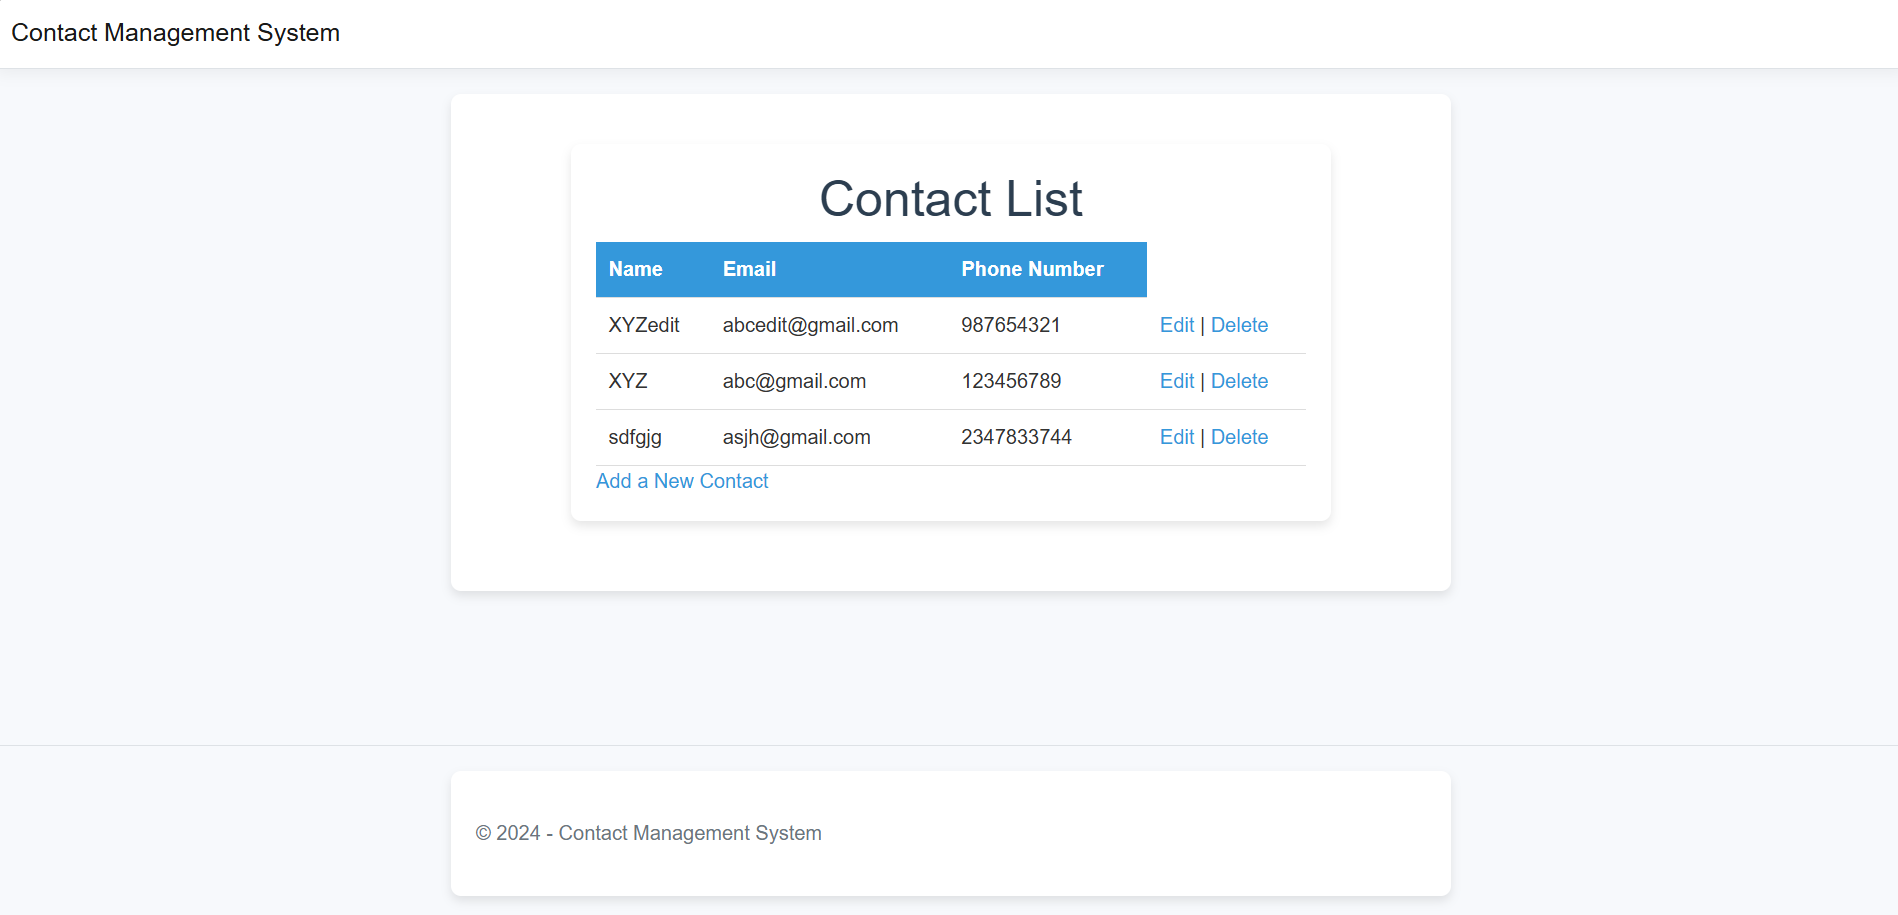 Contact Management System
Contact List
Name Email Phone Number
XYZedit abcedit@gmail.com 987654321 Edit | Delete
XYZ abc@gmail.com 123456789 Edit | Delete
sdfgjg asjh@gmail.com 2347833744 Edit | Delete
Add a New Contact
© 2024 - Contact Management System